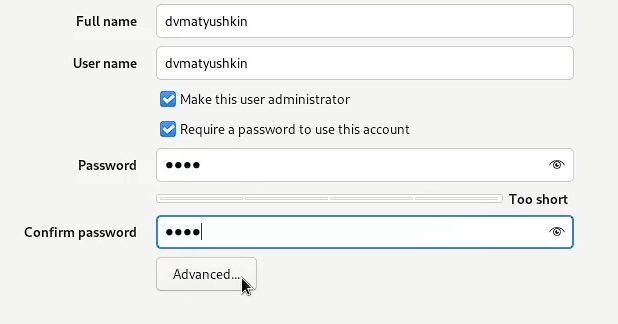 Full name dvmatyushkin
User name dvmatyushkin
Make this user administrator
Require a password to use this account
Password ●●●●
Too short
Confirm password ●●●●
Advanced...